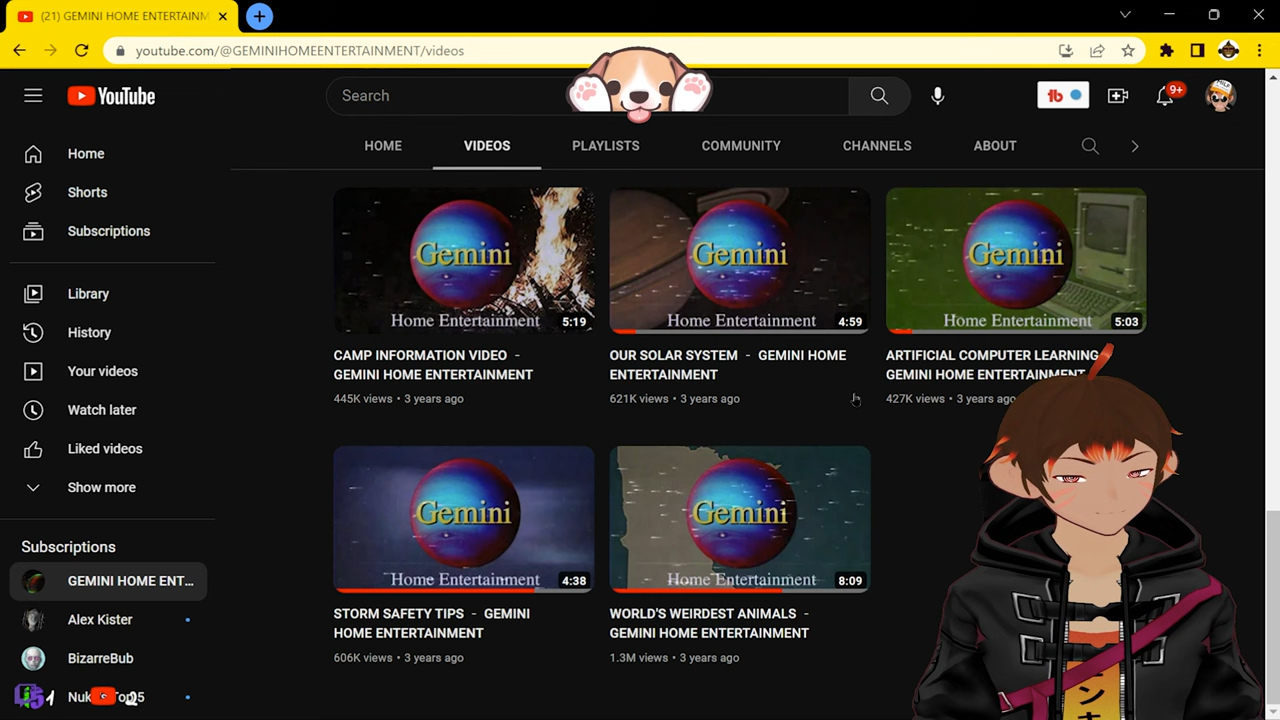 (21) GEMINI HOME ENTERTAINM
youtube.com/@GEMINIHOMEENTERTAINMENT/videos
YouTube
Search
9+
HOME
VIDEOS
PLAYLISTS
COMMUNITY
CHANNELS
ABOUT
Home
Shorts
Subscriptions
Library
History
Your videos
Watch later
Liked videos
Show more
Subscriptions
GEMINI HOME ENT...
Alex Kister
BizarreBub
Gemini
Home Entertainment
5:19
CAMP INFORMATION VIDEO -
GEMINI HOME ENTERTAINMENT
445K views • 3 years ago
Gemini
Home Entertainment
4:59
OUR SOLAR SYSTEM - GEMINI HOME
ENTERTAINMENT
621K views • 3 years ago
Gemini
Home Entertainment
5:03
ARTIFICIAL COMPUTER LEARNING
GEMINI HOME ENTERTAINMENT
427K views • 3 years ago
Gemini
Home Entertainment
4:38
STORM SAFETY TIPS - GEMINI
HOME ENTERTAINMENT
606K views • 3 years ago
Gemini
Home Entertainment
8:09
WORLD'S WEIRDEST ANIMALS -
GEMINI HOME ENTERTAINMENT
1.3M views • 3 years ago